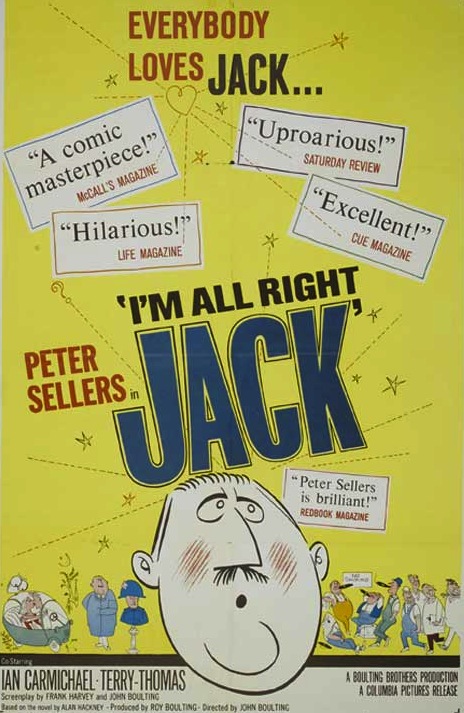 EVERYBODY
LOVES JACK...
"A comic
masterpiece!"
McCALL'S MAGAZINE
"Uproarious!"
SATURDAY REVIEW
"Hilarious!"
LIFE MAGAZINE
"Excellent!"
CUE MAGAZINE
'I'M ALL RIGHT
JACK'
PETER
SELLERS in
"Peter Sellers
is brilliant!"
REDBOOK MAGAZINE
NO
SMOKING
Co-Starring
IAN CARMICHAEL · TERRY-THOMAS
Screenplay by FRANK HARVEY and JOHN BOULTING
Based on the novel by ALAN HACKNEY - Produced by ROY BOULTING - Directed by JOHN BOULTING
A BOULTING BROTHERS PRODUCTION
A COLUMBIA PICTURES RELEASE